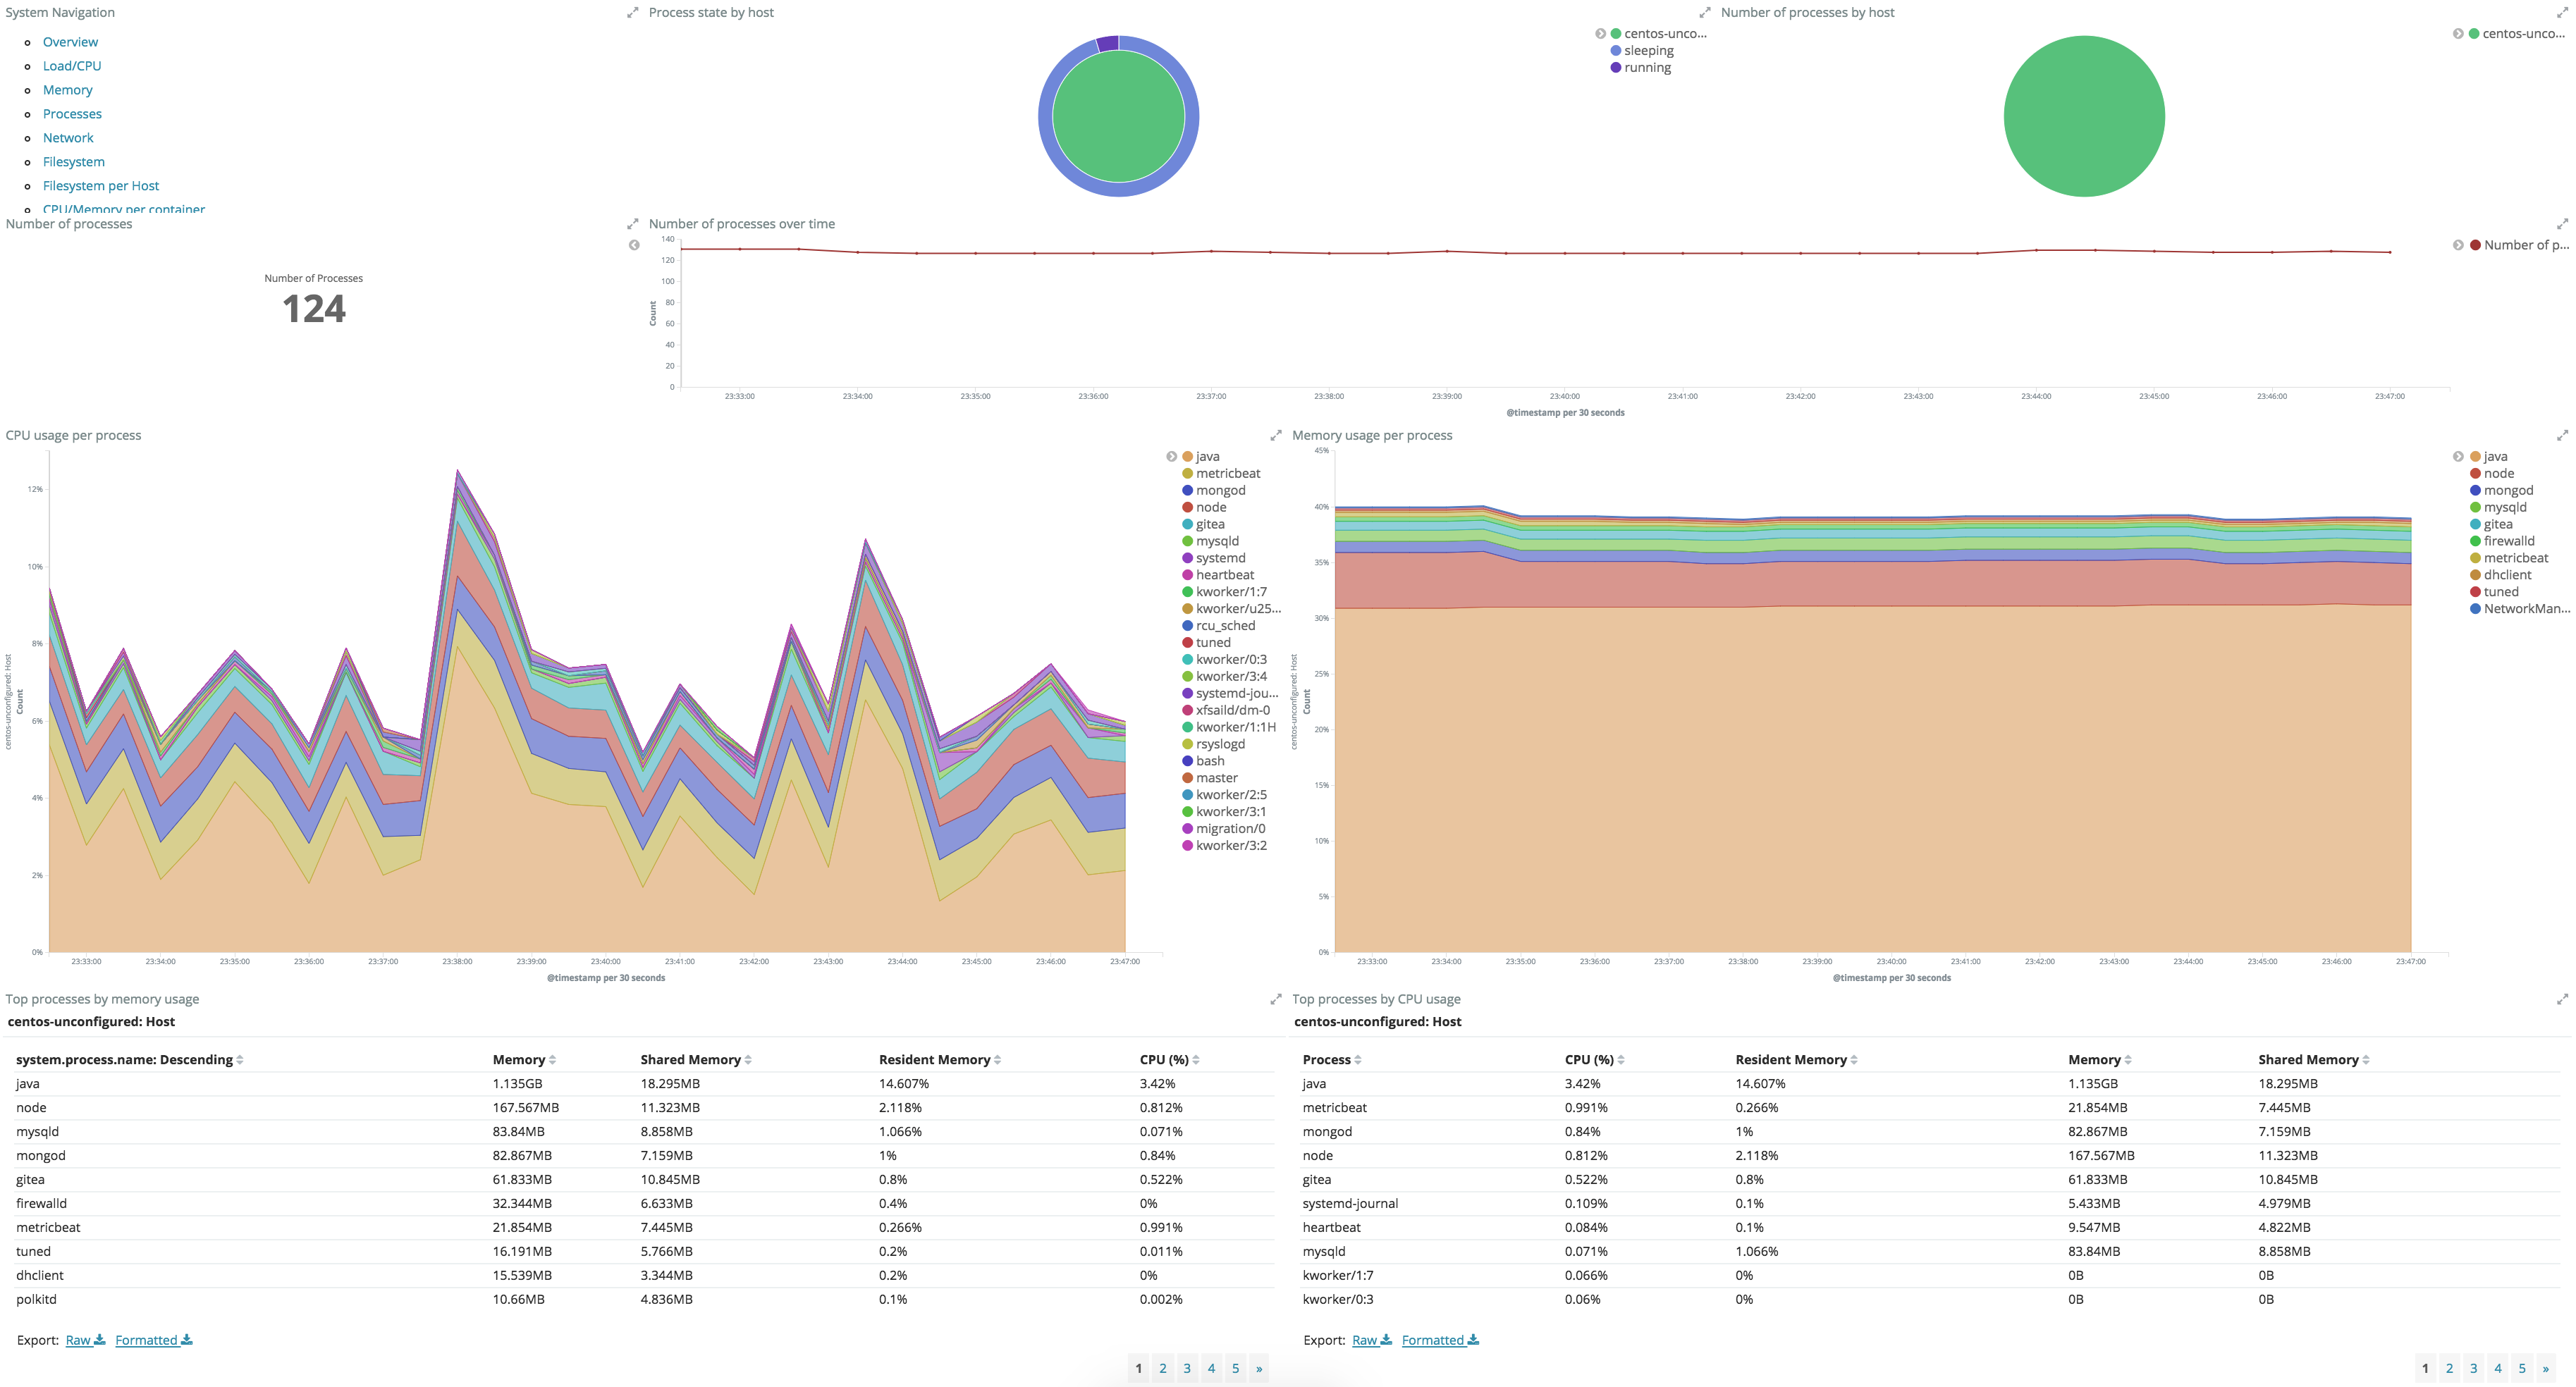 System Navigation
Overview
Load/CPU
Memory
Processes
Network
Filesystem
Filesystem per Host
CPU/Memory per container
Process state by host
centos-unco...
sleeping
running
Number of processes by host
centos-unco...
Number of processes
Number of Processes
124
Number of processes over time
140
120
100
80
60
40
20
0
Count
23:33:00 23:34:00 23:35:00 23:36:00 23:37:00 23:38:00 23:39:00 23:40:00 23:41:00 23:42:00 23:43:00 23:44:00 23:45:00 23:46:00 23:47:00
@timestamp per 30 seconds
Number of p...
CPU usage per process
12%
10%
8%
6%
4%
2%
0%
centos-unconfigured: Host
Count
23:33:00 23:34:00 23:35:00 23:36:00 23:37:00 23:38:00 23:39:00 23:40:00 23:41:00 23:42:00 23:43:00 23:44:00 23:45:00 23:46:00 23:47:00
@timestamp per 30 seconds
java
metricbeat
mongod
node
gitea
mysqld
systemd
heartbeat
kworker/1:7
kworker/u25...
rcu_sched
tuned
kworker/0:3
kworker/3:4
systemd-jou...
xfsaild/dm-0
kworker/1:1H
rsyslogd
bash
master
kworker/2:5
kworker/3:1
migration/0
kworker/3:2
Memory usage per process
45%
40%
35%
30%
25%
20%
15%
10%
5%
0%
centos-unconfigured: Host
Count
23:33:00 23:34:00 23:35:00 23:36:00 23:37:00 23:38:00 23:39:00 23:40:00 23:41:00 23:42:00 23:43:00 23:44:00 23:45:00 23:46:00 23:47:00
@timestamp per 30 seconds
java
node
mongod
mysqld
gitea
firewalld
metricbeat
dhclient
tuned
NetworkMan...
Top processes by memory usage
centos-unconfigured: Host
system.process.name: Descending Memory Shared Memory Resident Memory CPU (%)
java 1.135GB 18.295MB 14.607% 3.42%
node 167.567MB 11.323MB 2.118% 0.812%
mysqld 83.84MB 8.858MB 1.066% 0.071%
mongod 82.867MB 7.159MB 1% 0.84%
gitea 61.833MB 10.845MB 0.8% 0.522%
firewalld 32.344MB 6.633MB 0.4% 0%
metricbeat 21.854MB 7.445MB 0.266% 0.991%
tuned 16.191MB 5.766MB 0.2% 0.011%
dhclient 15.539MB 3.344MB 0.2% 0%
polkitd 10.66MB 4.836MB 0.1% 0.002%
Export: Raw Formatted
1 2 3 4 5 »
Top processes by CPU usage
centos-unconfigured: Host
Process CPU (%) Resident Memory Memory Shared Memory
java 3.42% 14.607% 1.135GB 18.295MB
metricbeat 0.991% 0.266% 21.854MB 7.445MB
mongod 0.84% 1% 82.867MB 7.159MB
node 0.812% 2.118% 167.567MB 11.323MB
gitea 0.522% 0.8% 61.833MB 10.845MB
systemd-journal 0.109% 0.1% 5.433MB 4.979MB
heartbeat 0.084% 0.1% 9.547MB 4.822MB
mysqld 0.071% 1.066% 83.84MB 8.858MB
kworker/1:7 0.066% 0% 0B 0B
kworker/0:3 0.06% 0% 0B 0B
Export: Raw Formatted
1 2 3 4 5 »